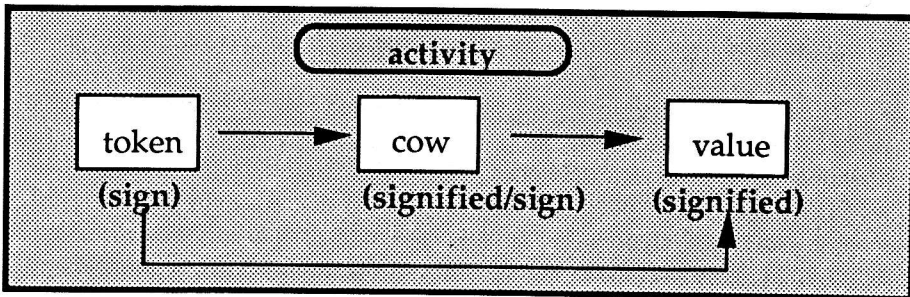 activity
token cow value
(sign) (signified/sign) (signified)